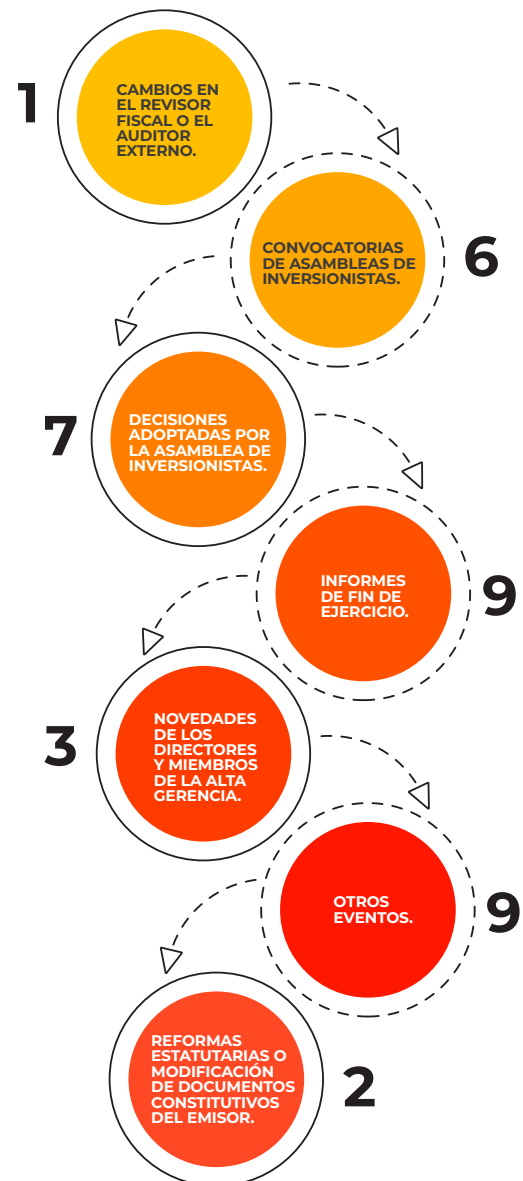 1
CAMBIOS EN
EL REVISOR
FISCAL O EL
AUDITOR
EXTERNO.
CONVOCATORIAS
DE ASAMBLEAS DE
INVERSIONISTAS.
6
7
DECISIONES
ADOPTADAS POR
LA ASAMBLEA DE
INVERSIONISTAS.
INFORMES
DE FIN DE
EJERCICIO.
9
3
NOVEDADES
DE LOS
DIRECTORES
Y MIEMBROS
DE LA ALTA
GERENCIA.
OTROS
EVENTOS.
9
REFORMAS
ESTATUTARIAS O
MODIFICACIÓN
DE DOCUMENTOS
CONSTITUTIVOS
DEL EMISOR.
2